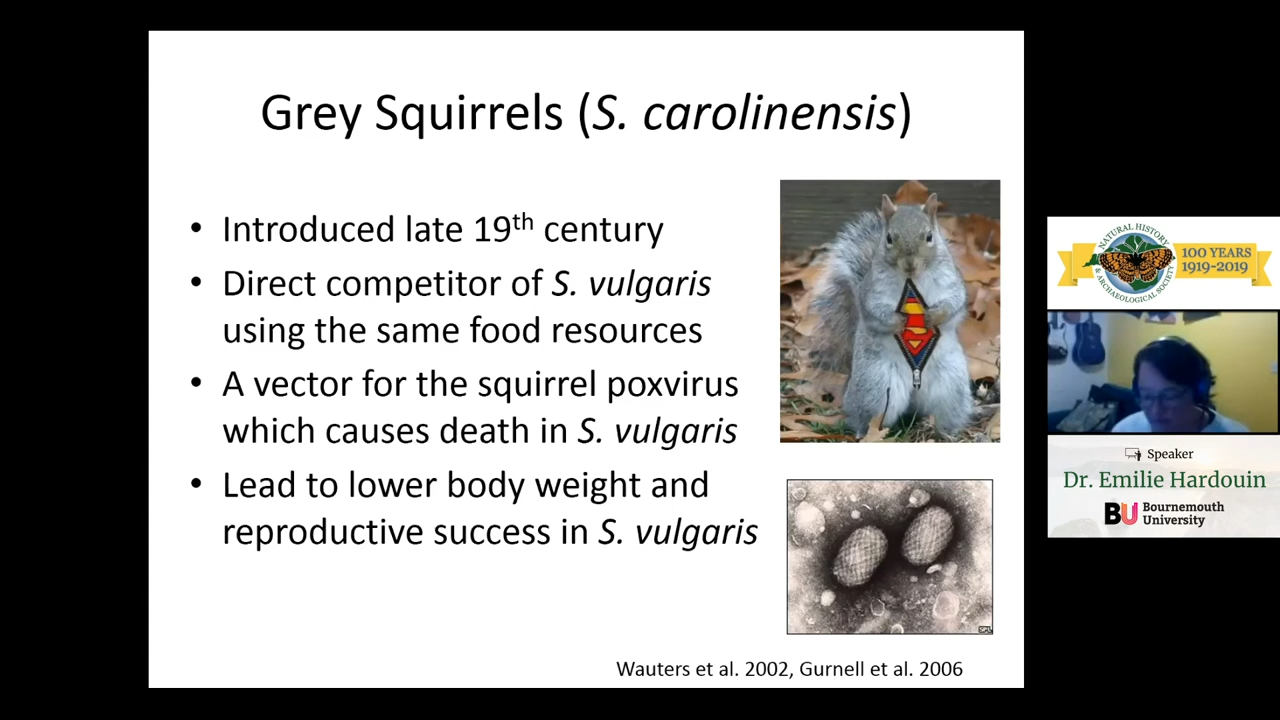 Grey Squirrels (S. carolinensis)
• Introduced late 19th century
• Direct competitor of S. vulgaris
using the same food resources
• A vector for the squirrel poxvirus
which causes death in S. vulgaris
• Lead to lower body weight and
reproductive success in S. vulgaris
SPL
Wauters et al. 2002, Gurnell et al. 2006
NATURAL HISTORY
& ARCHAEOLOGICAL SOCIETY
100 YEARS
1919-2019
Speaker
Dr. Emilie Hardouin
BU Bournemouth
University